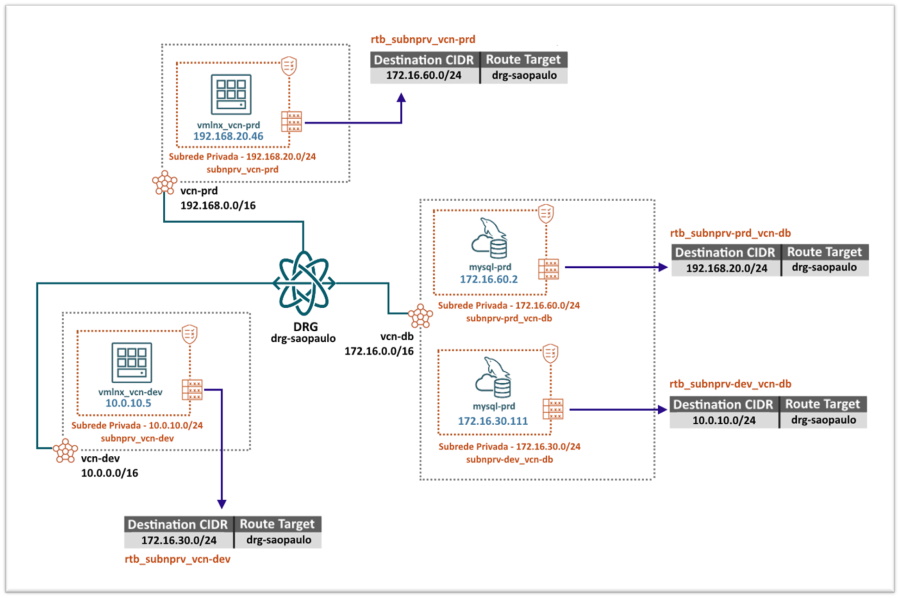 rtb_subnprv_vcn-prd
Destination CIDR Route Target
172.16.60.0/24 drg-saopaulo
vmlnx_vcn-prd
192.168.20.46
Subrede Privada - 192.168.20.0/24
subnprv_vcn-prd
vcn-prd
192.168.0.0/16
rtb_subnprv-prd_vcn-db
Destination CIDR Route Target
192.168.20.0/24 drg-saopaulo
mysql-prd
172.16.60.2
Subrede Privada - 172.16.60.0/24
subnprv-prd_vcn-db
DRG
drg-saopaulo
vcn-db
172.16.0.0/16
vmlnx_vcn-dev
10.0.10.5
Subrede Privada - 10.0.10.0/24
subnprv_vcn-dev
vcn-dev
10.0.0.0/16
mysql-prd
172.16.30.111
Subrede Privada - 172.16.30.0/24
subnprv-dev_vcn-db
rtb_subnprv-dev_vcn-db
Destination CIDR Route Target
10.0.10.0/24 drg-saopaulo
Destination CIDR Route Target
172.16.30.0/24 drg-saopaulo
rtb_subnprv_vcn-dev